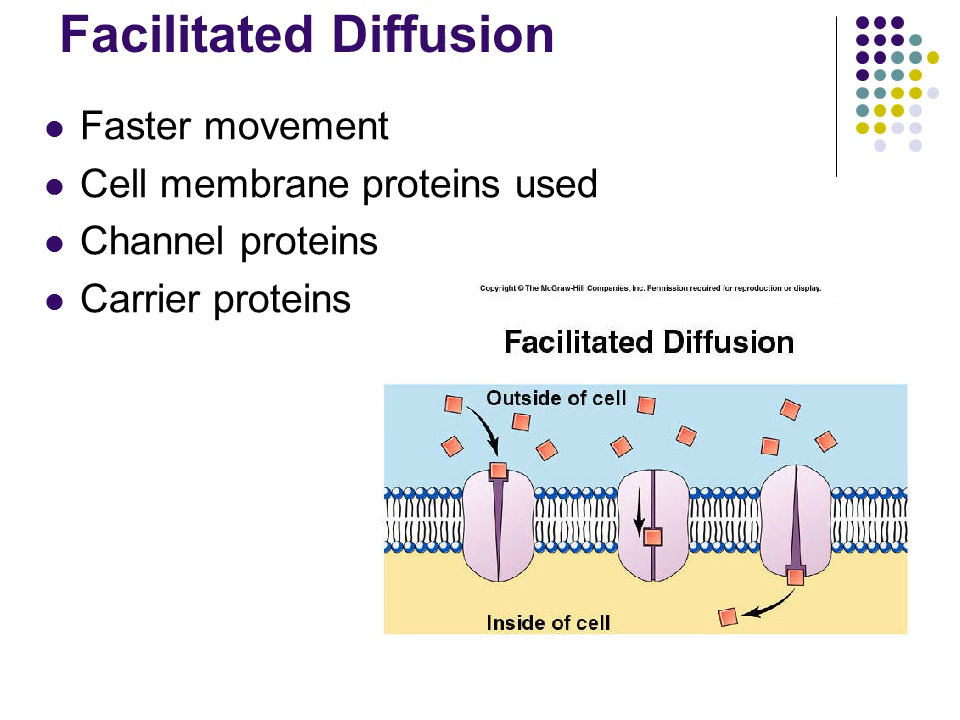 Facilitated Diffusion
Faster movement
Cell membrane proteins used
Channel proteins
Carrier proteins
Copyright © The McGraw-Hill Companies, Inc. Permission required for reproduction or display.
Facilitated Diffusion
Outside of cell
Inside of cell